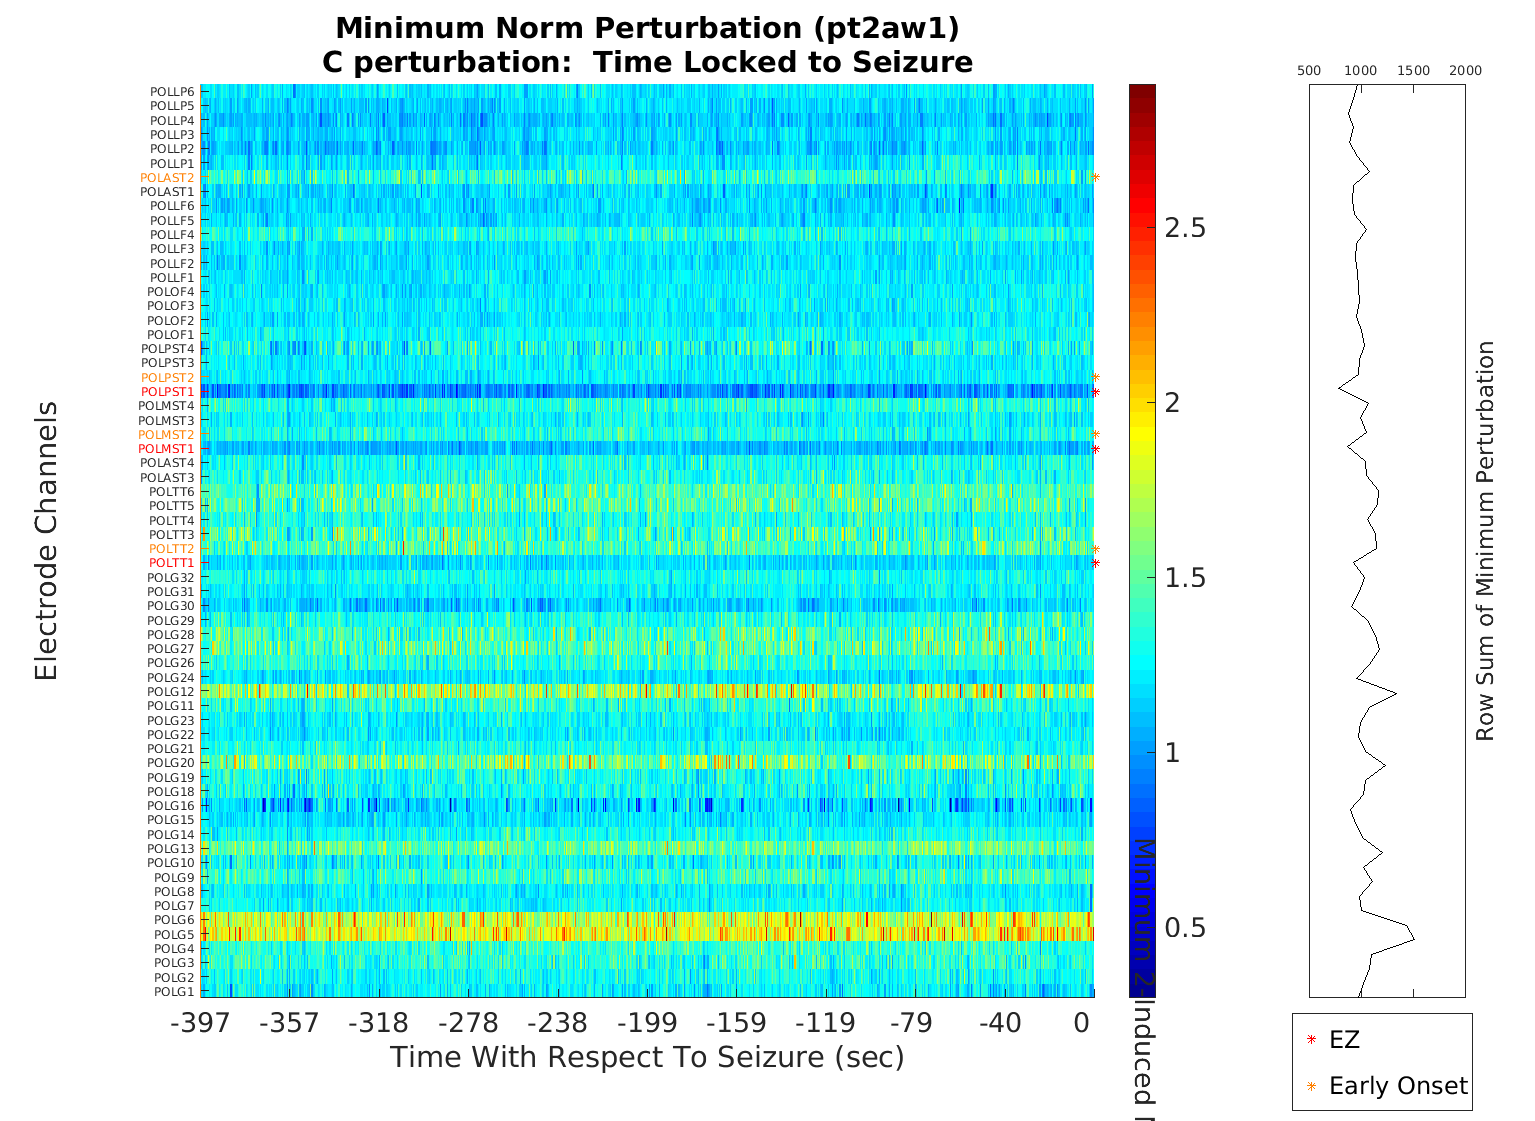 Minimum Norm Perturbation (pt2aw1)
C perturbation:  Time Locked to Seizure
Electrode Channels
POLLP6
POLLP5
POLLP4
POLLP3
POLLP2
POLLP1
POLAST2
POLAST1
POLLF6
POLLF5
POLLF4
POLLF3
POLLF2
POLLF1
POLOF4
POLOF3
POLOF2
POLOF1
POLPST4
POLPST3
POLPST2
POLPST1
POLMST4
POLMST3
POLMST2
POLMST1
POLAST4
POLAST3
POLTT6
POLTT5
POLTT4
POLTT3
POLTT2
POLTT1
POLG32
POLG31
POLG30
POLG29
POLG28
POLG27
POLG26
POLG24
POLG12
POLG11
POLG23
POLG22
POLG21
POLG20
POLG19
POLG18
POLG16
POLG15
POLG14
POLG13
POLG10
POLG9
POLG8
POLG7
POLG6
POLG5
POLG4
POLG3
POLG2
POLG1
-397 -357 -318 -278 -238 -199 -159 -119 -79 -40 0
Time With Respect To Seizure (sec)
2.5
2
1.5
1
0.5
Minimum 2-Induced
500 1000 1500 2000
Row Sum of Minimum Perturbation
EZ
Early Onset